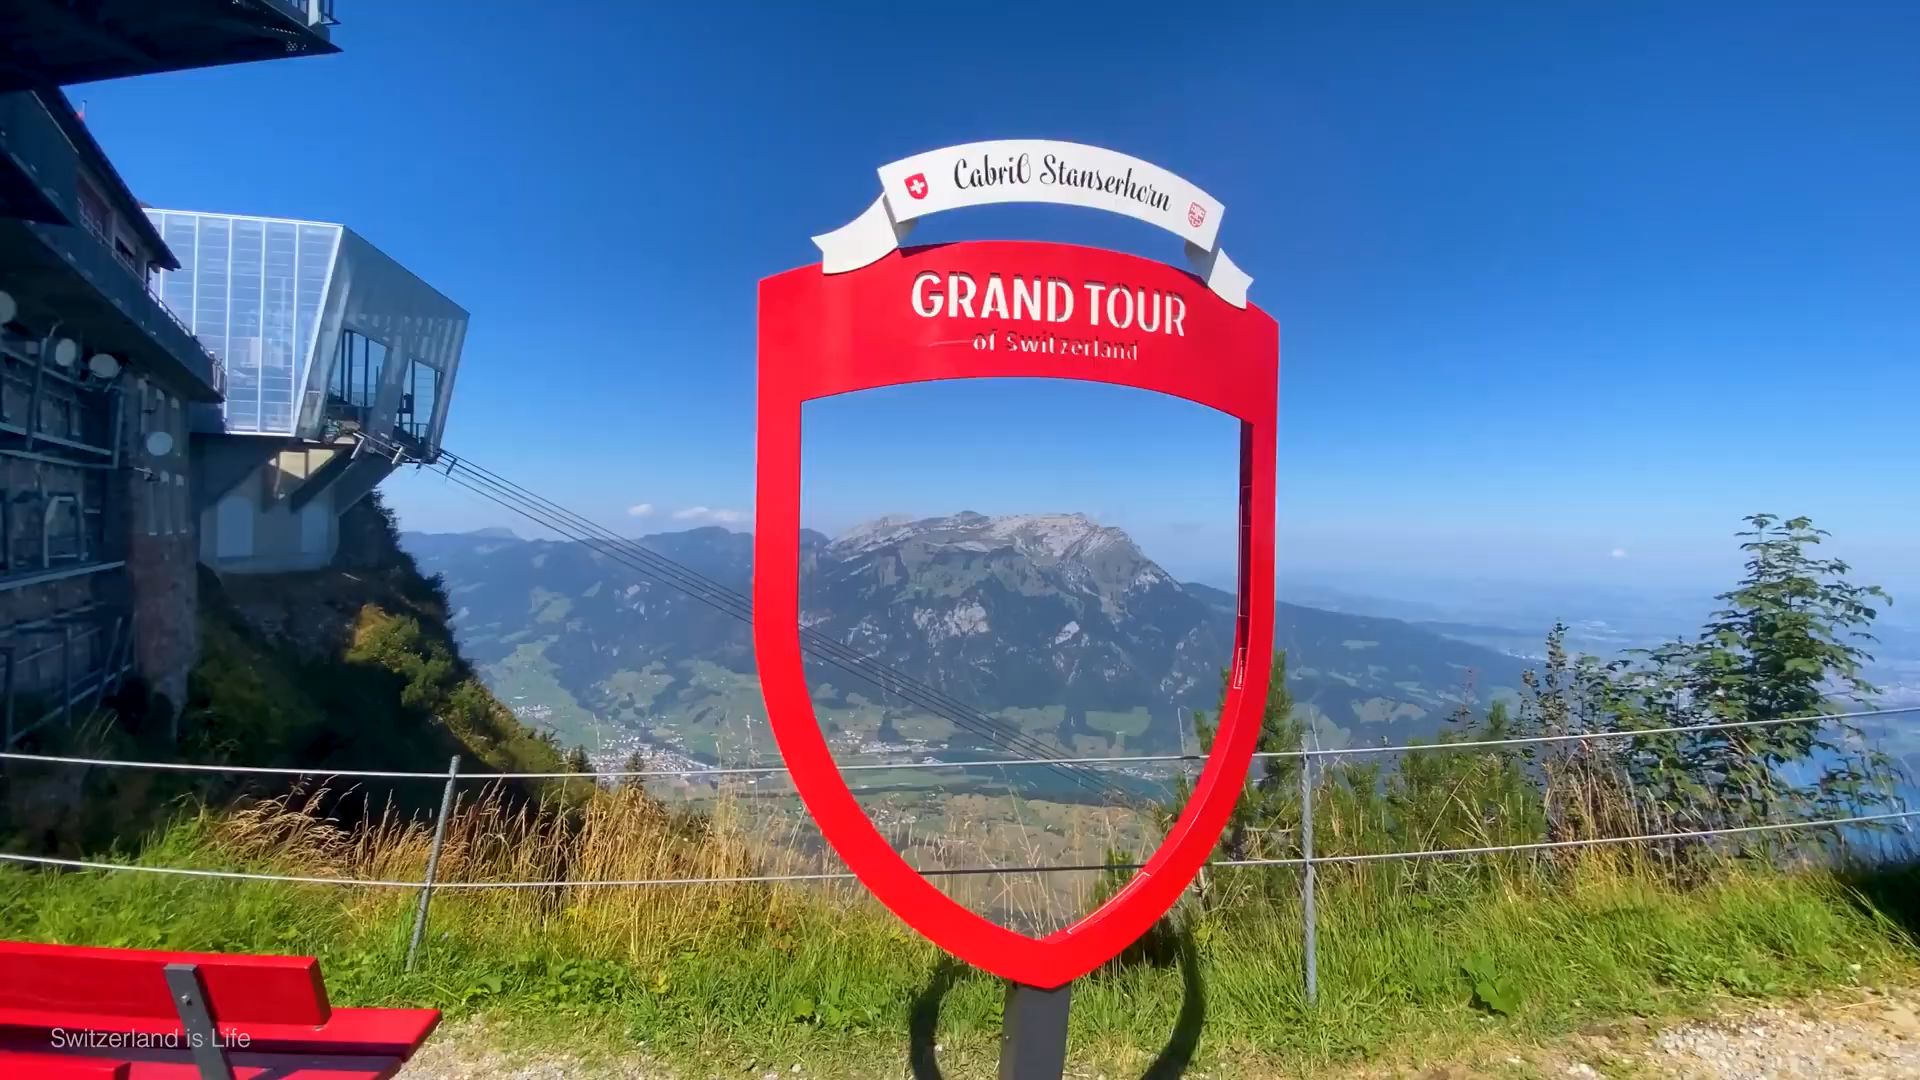 CabriO Stanserhorn
GRAND TOUR
of Switzerland
Switzerland is Life